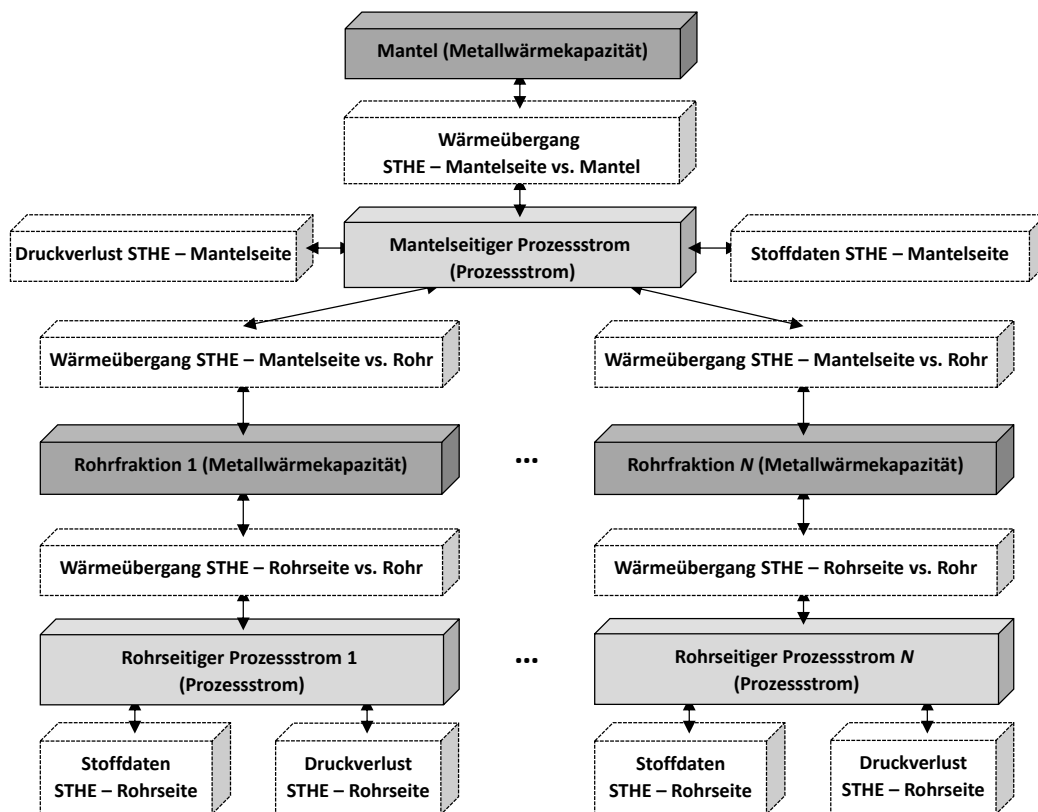 Mantel (Metallwärmekapazität)
Wärmeübergang
STHE – Mantelseite vs. Mantel
Druckverlust STHE – Mantelseite
Mantelseitiger Prozessstrom
(Prozessstrom)
Stoffdaten STHE – Mantelseite
Wärmeübergang STHE – Mantelseite vs. Rohr
Wärmeübergang STHE – Mantelseite vs. Rohr
Rohrfraktion 1 (Metallwärmekapazität)
...
Rohrfraktion N (Metallwärmekapazität)
Wärmeübergang STHE – Rohrseite vs. Rohr
Wärmeübergang STHE – Rohrseite vs. Rohr
Rohrseitiger Prozessstrom 1
(Prozessstrom)
...
Rohrseitiger Prozessstrom N
(Prozessstrom)
Stoffdaten
STHE – Rohrseite
Druckverlust
STHE – Rohrseite
Stoffdaten
STHE – Rohrseite
Druckverlust
STHE – Rohrseite